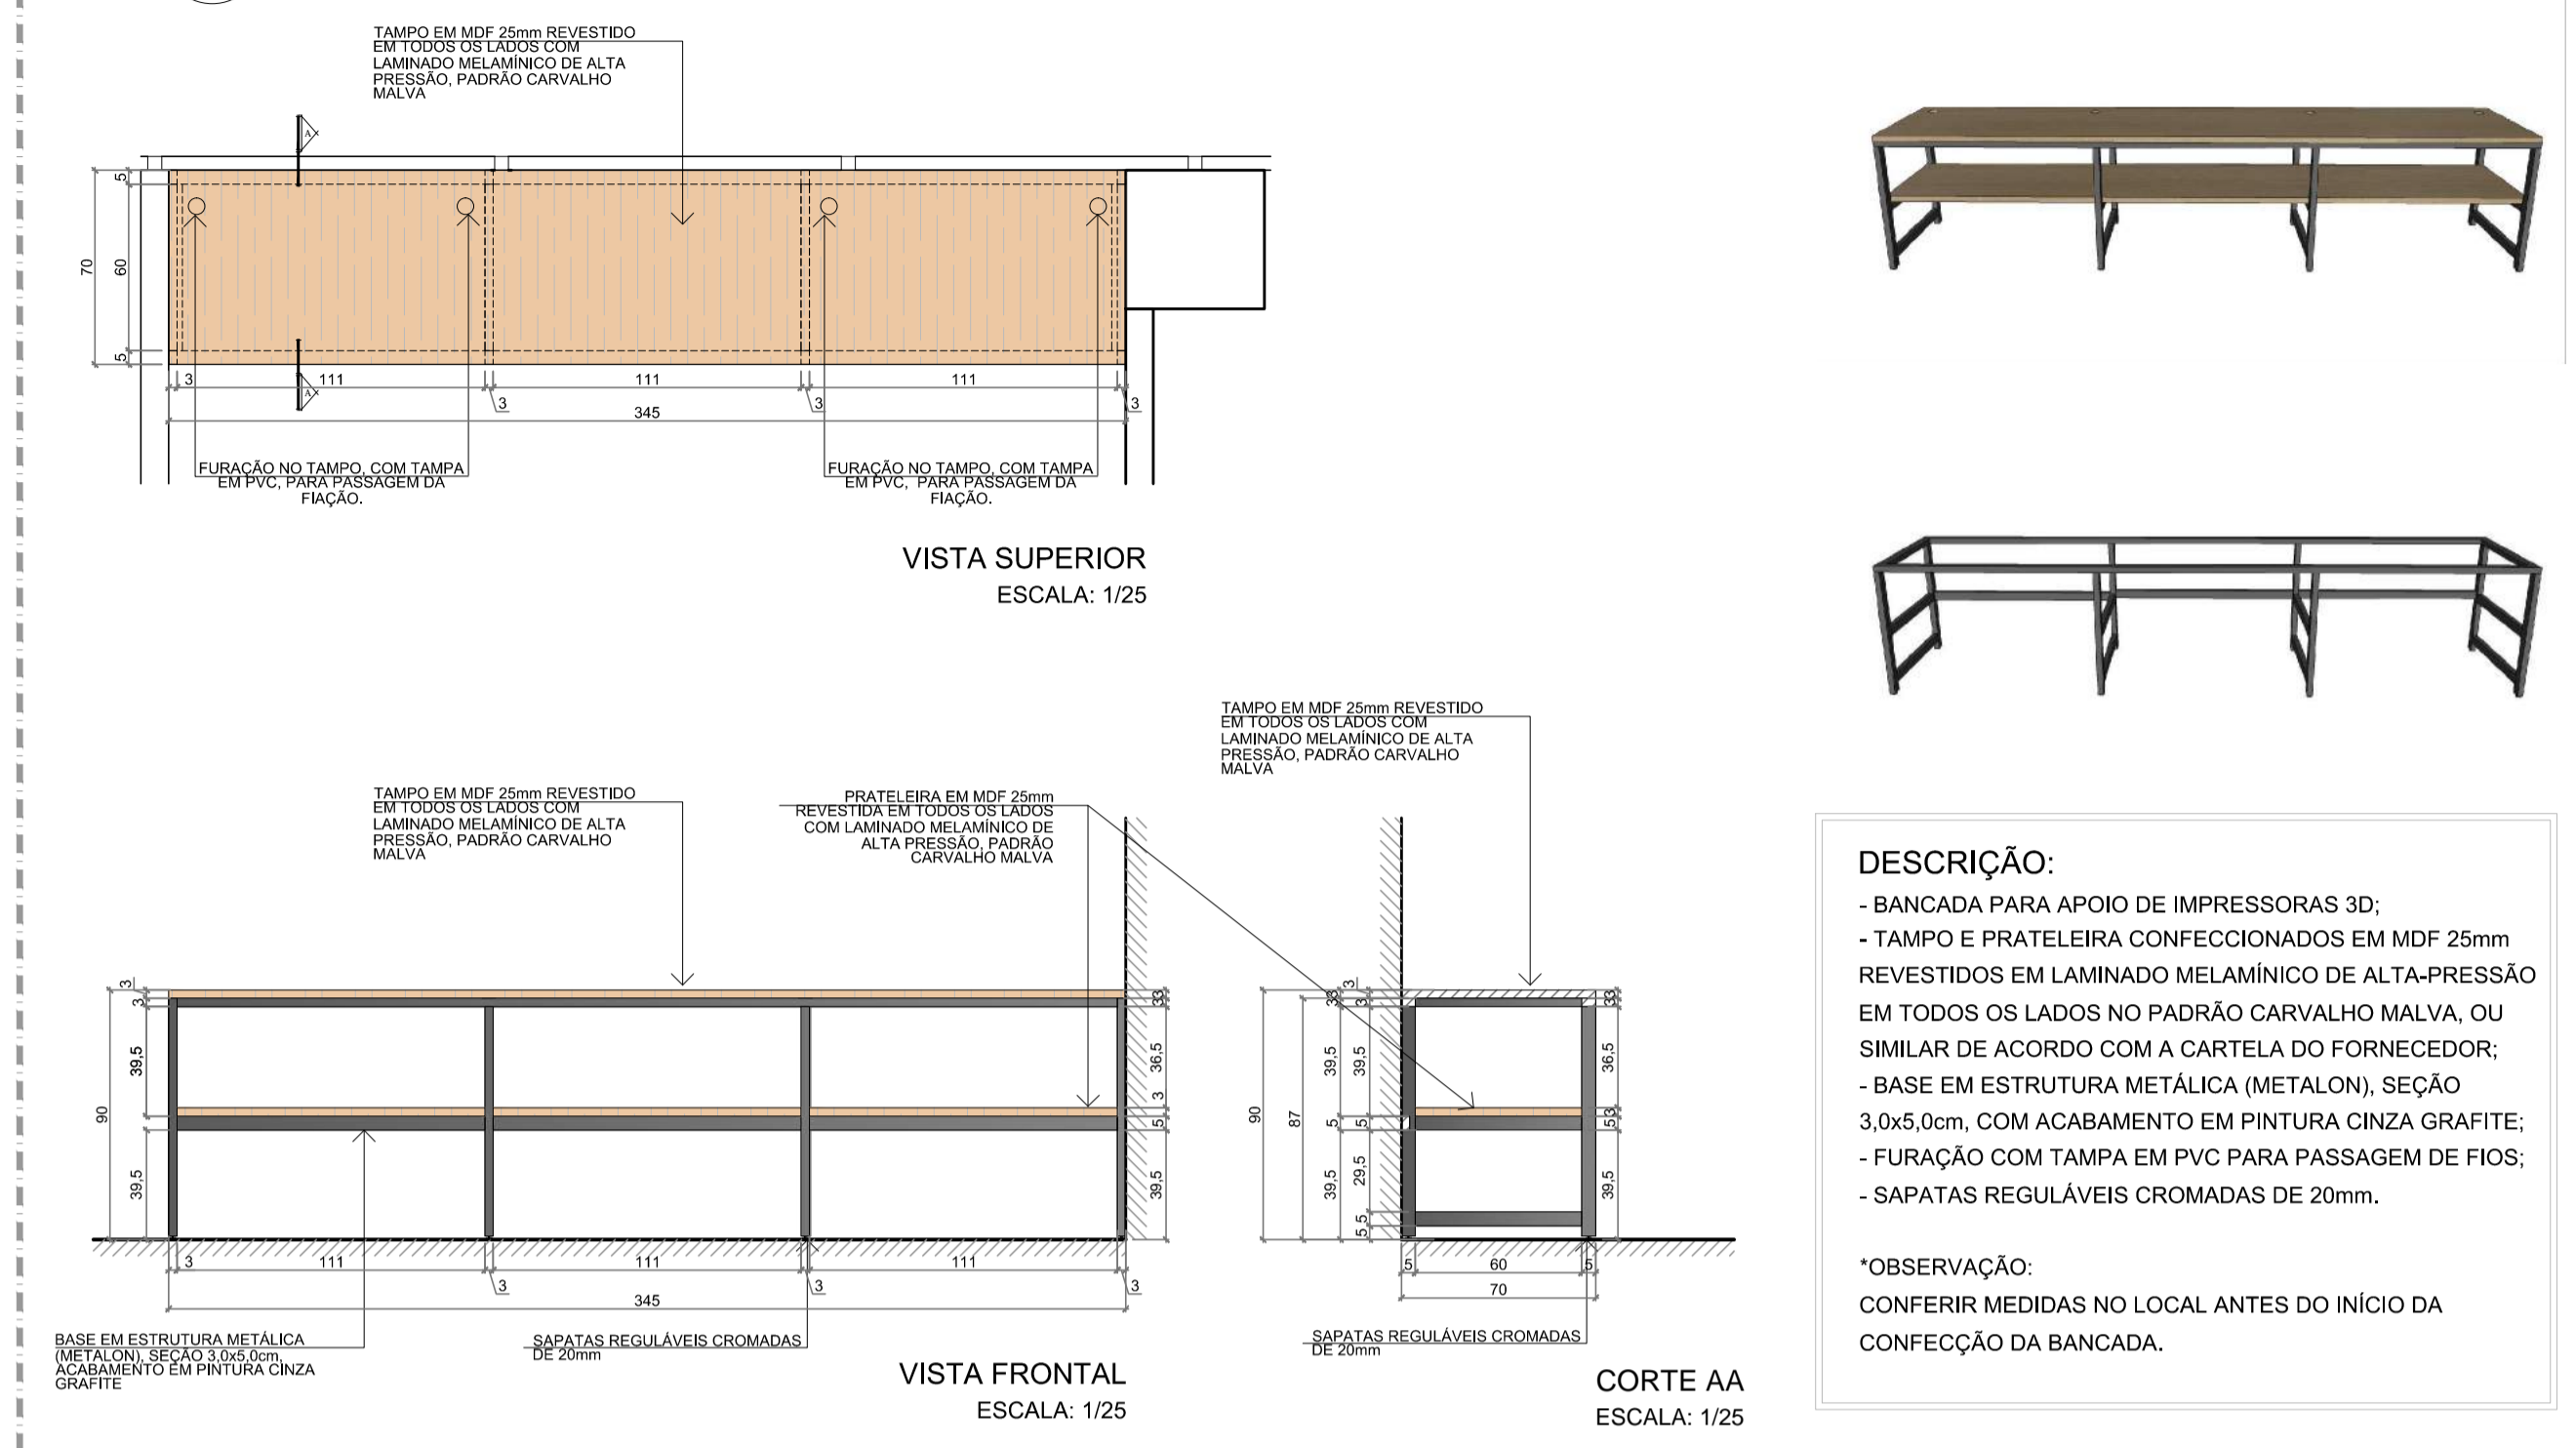 TAMPO EM MDF 25mm REVESTIDO
EM TODOS OS LADOS COM
LAMINADO MELAMÍNICO DE ALTA
PRESSÃO, PADRÃO CARVALHO
MALVA
A
5
70
60
5
A
3
111
111
111
3
3
3
345
FURAÇÃO NO TAMPO, COM TAMPA
EM PVC, PARA PASSAGEM DA
FIAÇÃO.
FURAÇÃO NO TAMPO, COM TAMPA
EM PVC, PARA PASSAGEM DA
FIAÇÃO.
VISTA SUPERIOR
ESCALA: 1/25
TAMPO EM MDF 25mm REVESTIDO
EM TODOS OS LADOS COM
LAMINADO MELAMÍNICO DE ALTA
PRESSÃO, PADRÃO CARVALHO
MALVA
PRATELEIRA EM MDF 25mm
REVESTIDA EM TODOS OS LADOS
COM LAMINADO MELAMÍNICO DE
ALTA PRESSÃO, PADRÃO
CARVALHO MALVA
3
3
39,5
90
39,5
33
36,5
3
5
39,5
3
111
111
111
3
3
3
345
BASE EM ESTRUTURA METÁLICA
(METALON), SEÇÃO 3,0x5,0cm,
ACABAMENTO EM PINTURA CINZA
GRAFITE
SAPATAS REGULÁVEIS CROMADAS
DE 20mm
VISTA FRONTAL
ESCALA: 1/25
TAMPO EM MDF 25mm REVESTIDO
EM TODOS OS LADOS COM
LAMINADO MELAMÍNICO DE ALTA
PRESSÃO, PADRÃO CARVALHO
MALVA
3
33
3
39,5
39,5
90
87
5
5
39,5
29,5
5,5
33
36,5
53
39,5
5
60
5
70
SAPATAS REGULÁVEIS CROMADAS
DE 20mm
CORTE AA
ESCALA: 1/25
DESCRIÇÃO:
- BANCADA PARA APOIO DE IMPRESSORAS 3D;
- TAMPO E PRATELEIRA CONFECCIONADOS EM MDF 25mm
REVESTIDOS EM LAMINADO MELAMÍNICO DE ALTA-PRESSÃO
EM TODOS OS LADOS NO PADRÃO CARVALHO MALVA, OU
SIMILAR DE ACORDO COM A CARTELA DO FORNECEDOR;
- BASE EM ESTRUTURA METÁLICA (METALON), SEÇÃO
3,0x5,0cm, COM ACABAMENTO EM PINTURA CINZA GRAFITE;
- FURAÇÃO COM TAMPA EM PVC PARA PASSAGEM DE FIOS;
- SAPATAS REGULÁVEIS CROMADAS DE 20mm.
*OBSERVAÇÃO:
CONFERIR MEDIDAS NO LOCAL ANTES DO INÍCIO DA
CONFECÇÃO DA BANCADA.